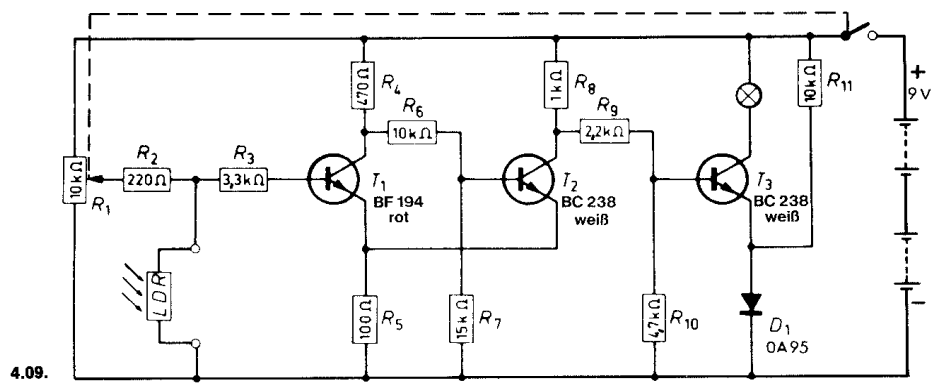 470Ω R4
1kΩ R8
10kΩ R11
+
9V
R6
10kΩ
R9
2,2kΩ
10kΩ
R1
R2
220Ω
R3
3,3kΩ
T1
BF 194
rot
T2
BC 238
weiß
T3
BC 238
weiß
LDR
100Ω R5
15kΩ R7
4,7kΩ R10
D1
0A95
−
4.09.